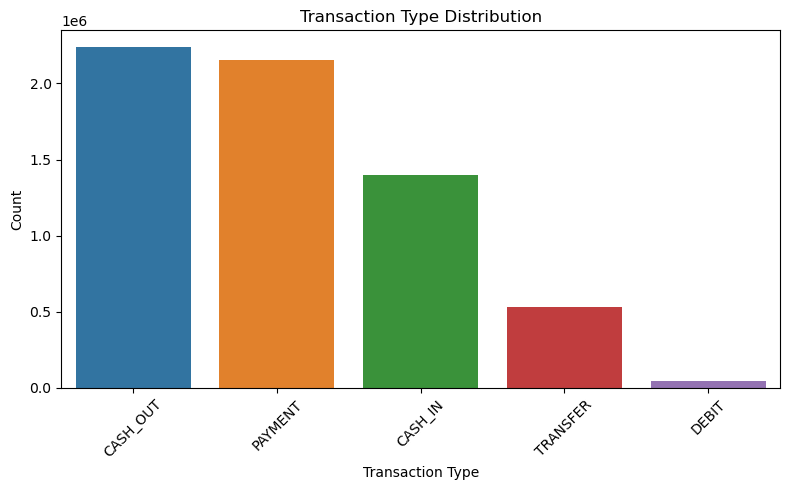 Transaction Type Distribution
1e6
2.0
1.5
1.0
0.5
0.0
Count
CASH_OUT
PAYMENT
CASH_IN
TRANSFER
DEBIT
Transaction Type